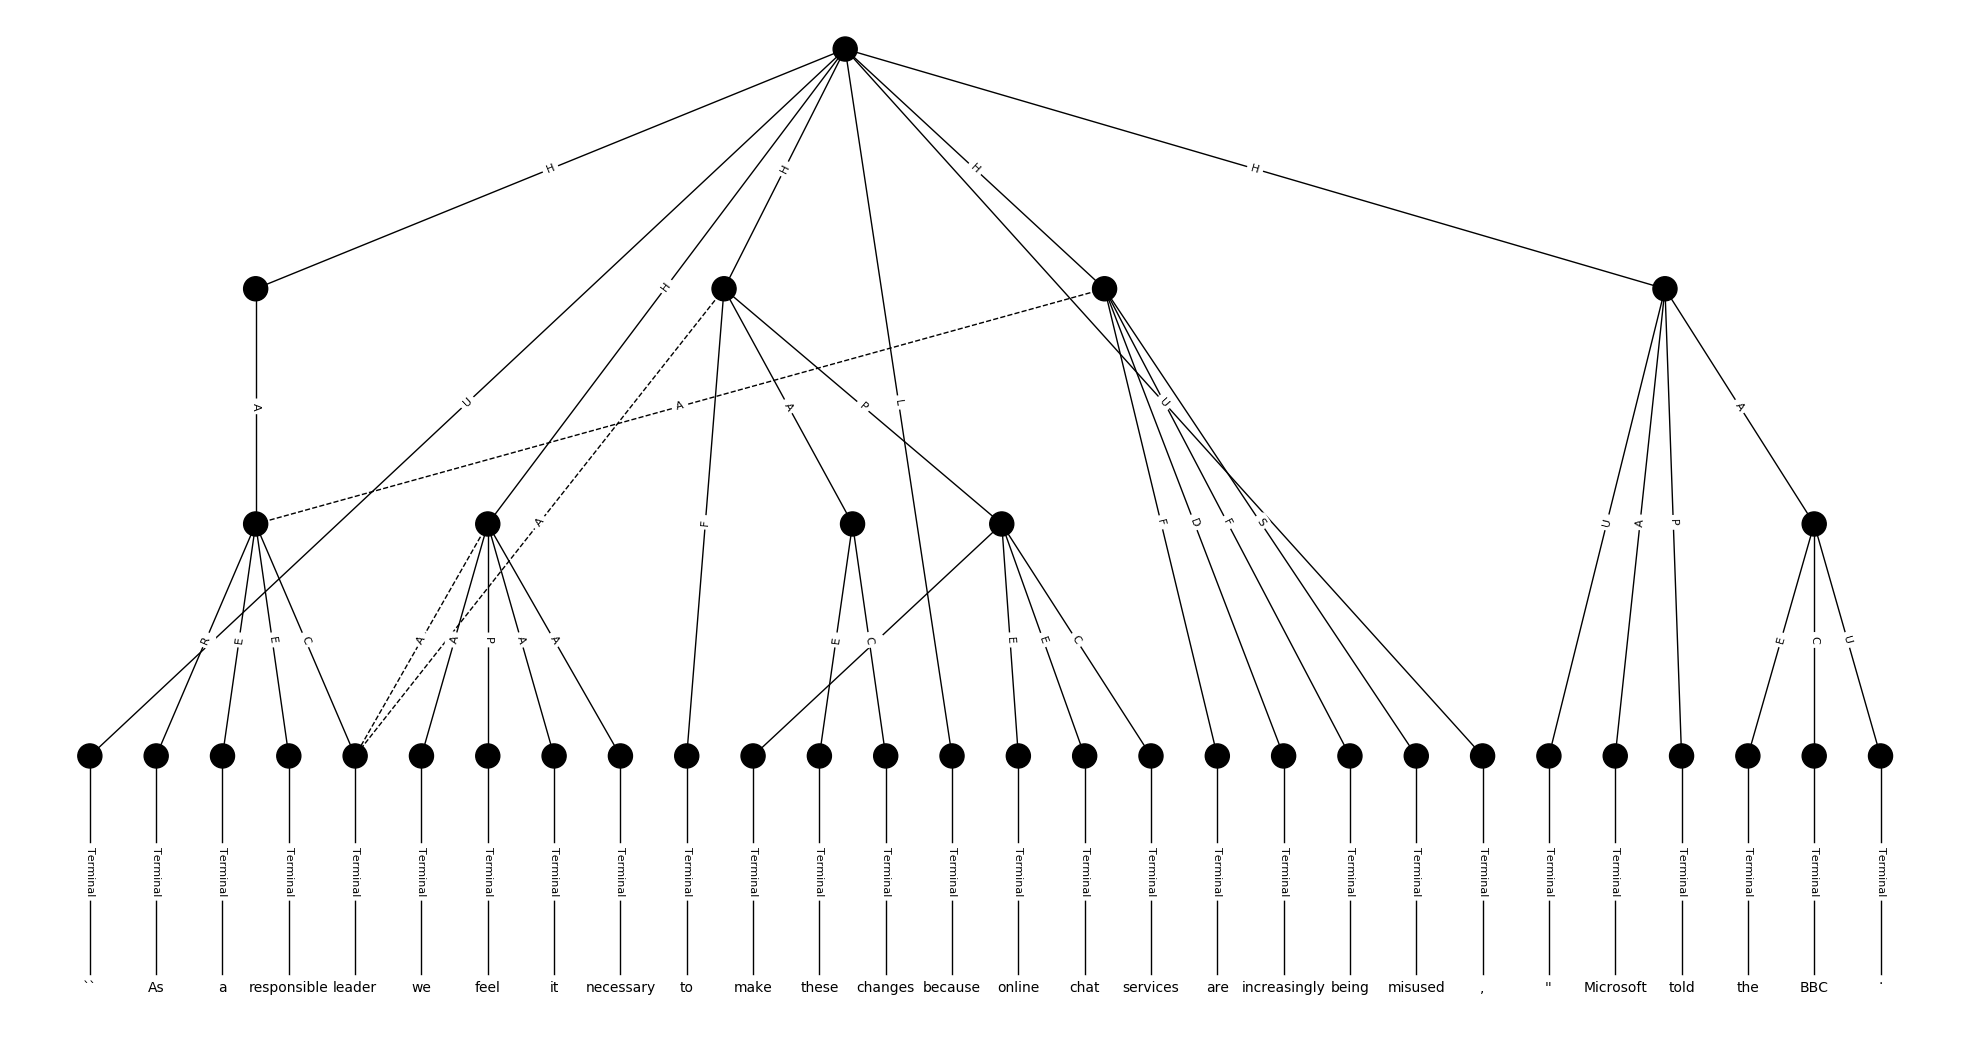 H H H H H
A U A A P L U U A P A
A F F D F S
R E E C A A P A A E C E E C E C U
Terminal Terminal Terminal Terminal Terminal Terminal Terminal Terminal Terminal Terminal Terminal Terminal Terminal Terminal Terminal Terminal Terminal Terminal Terminal Terminal Terminal Terminal Terminal Terminal Terminal Terminal Terminal Terminal
`` As a responsible leader we feel it necessary to make these changes because online chat services are increasingly being misused , " Microsoft told the BBC .